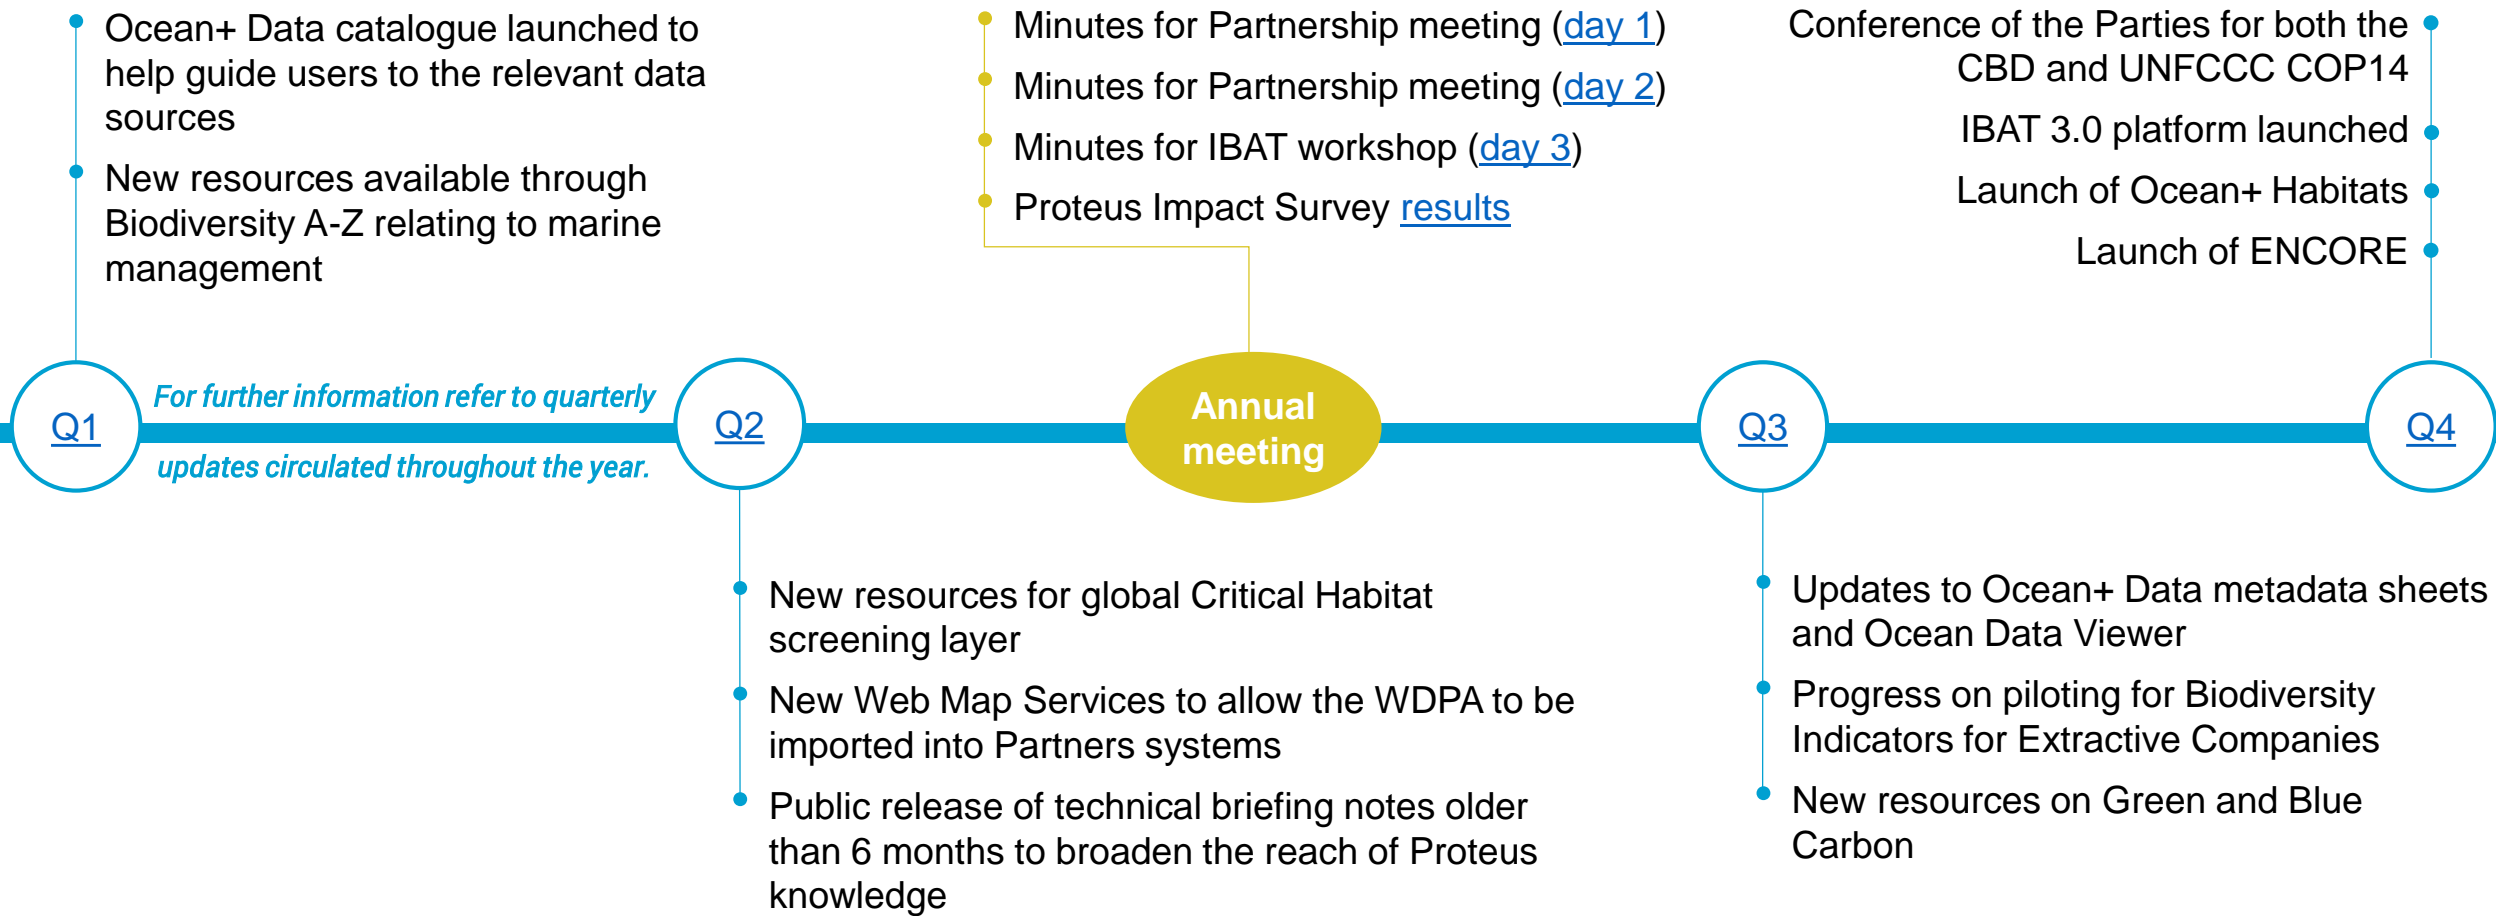 Ocean+ Data catalogue launched to
help guide users to the relevant data
sources
New resources available through
Biodiversity A-Z relating to marine
management
Minutes for Partnership meeting (day 1)
Minutes for Partnership meeting (day 2)
Minutes for IBAT workshop (day 3)
Proteus Impact Survey results
Conference of the Parties for both the
CBD and UNFCCC COP14
IBAT 3.0 platform launched
Launch of Ocean+ Habitats
Launch of ENCORE
Q1
For further information refer to quarterly
updates circulated throughout the year.
Q2
Annual
meeting
Q3
Q4
New resources for global Critical Habitat
screening layer
New Web Map Services to allow the WDPA to be
imported into Partners systems
Public release of technical briefing notes older
than 6 months to broaden the reach of Proteus
knowledge
Updates to Ocean+ Data metadata sheets
and Ocean Data Viewer
Progress on piloting for Biodiversity
Indicators for Extractive Companies
New resources on Green and Blue
Carbon